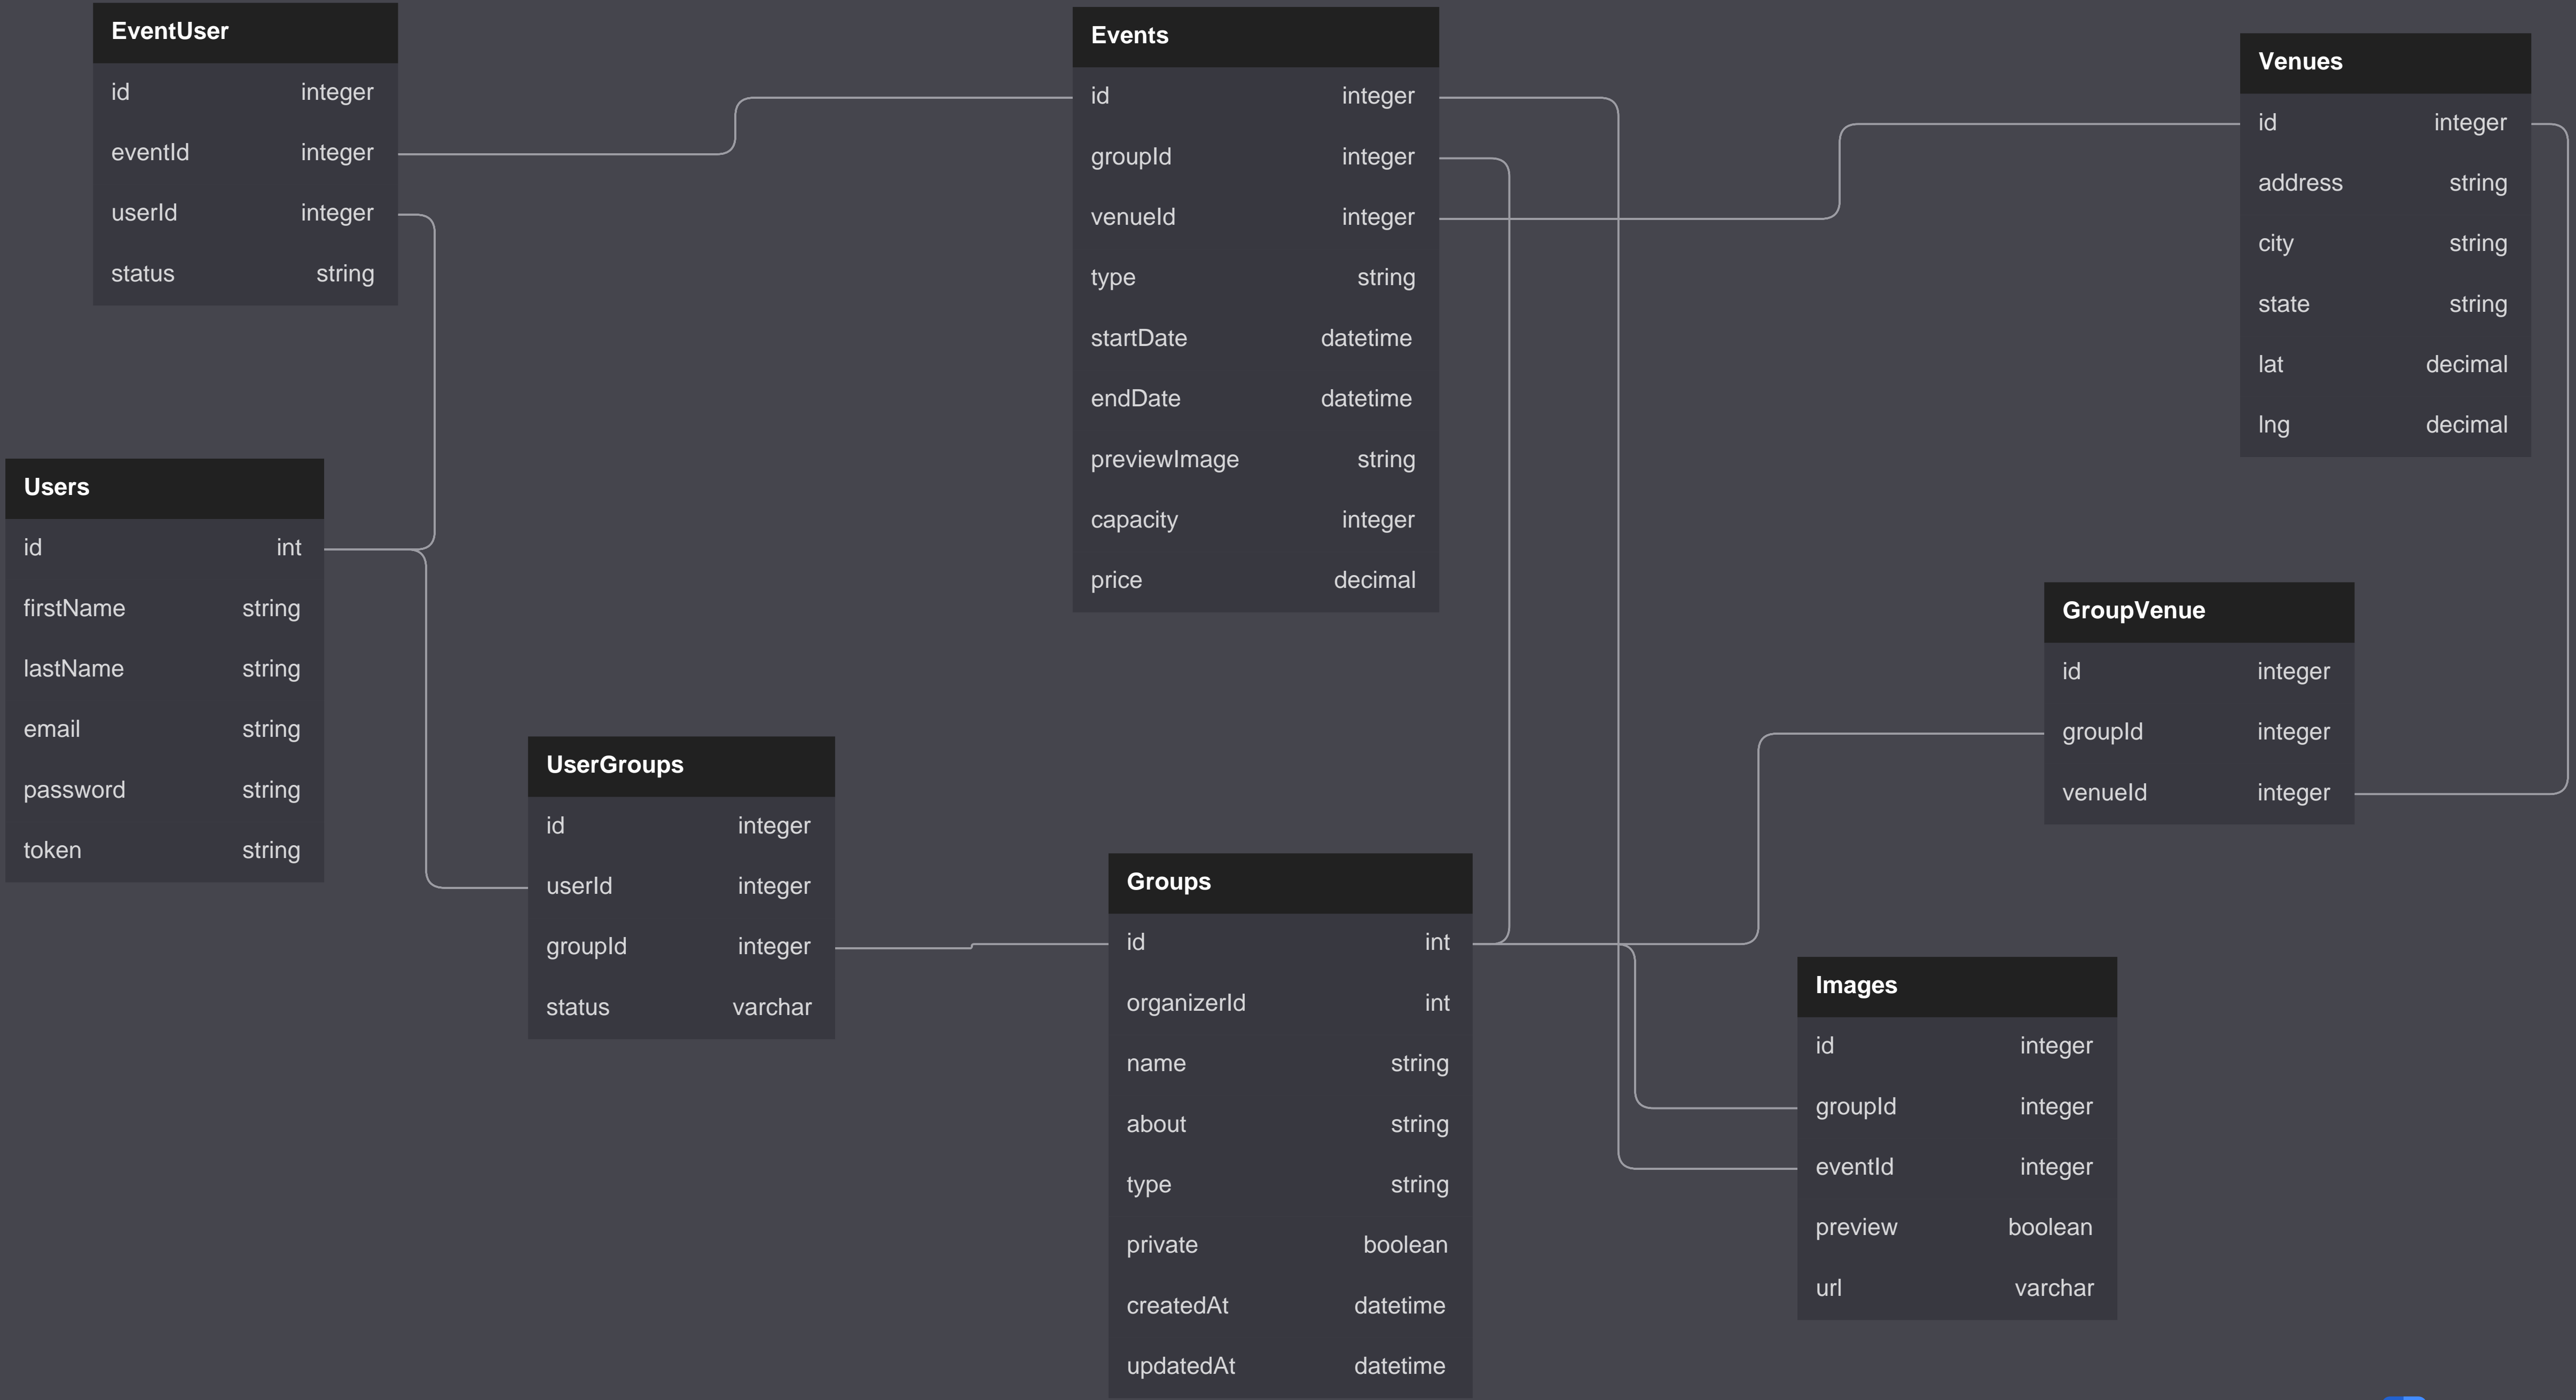 EventUser
id integer
eventId integer
userId integer
status string
Events
id integer
groupId integer
venueId integer
type string
startDate datetime
endDate datetime
previewImage string
capacity integer
price decimal
Venues
id integer
address string
city string
state string
lat decimal
lng decimal
Users
id int
firstName string
lastName string
email string
password string
token string
GroupVenue
id integer
groupId integer
venueId integer
UserGroups
id integer
userId integer
groupId integer
status varchar
Groups
id int
organizerId int
name string
about string
type string
private boolean
createdAt datetime
updatedAt datetime
Images
id integer
groupId integer
eventId integer
preview boolean
url varchar